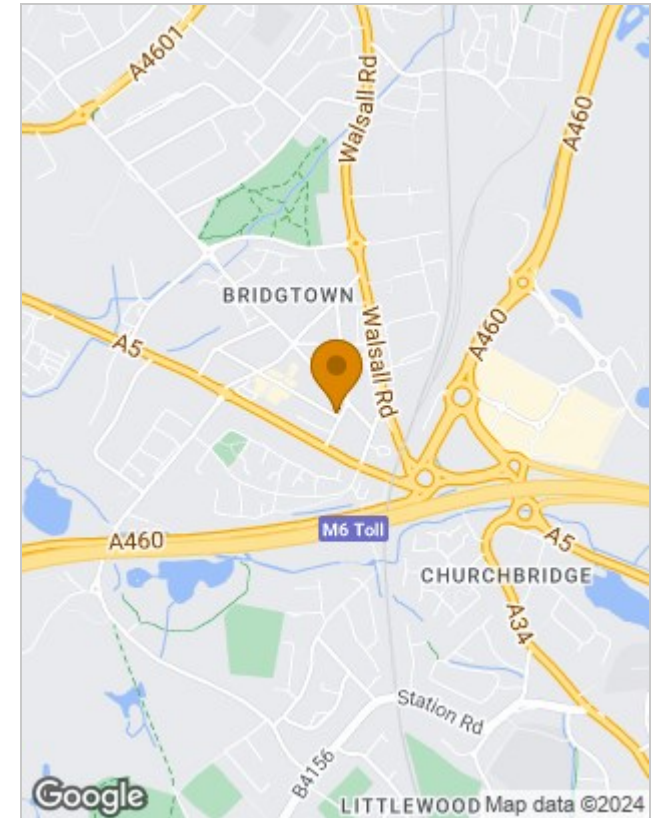 A4601
Walsall Rd
A460
BRIDGTOWN
A5
Walsall Rd
A460
M6 Toll
A460
A5
CHURCHBRIDGE
A34
Station Rd
B4156
Google
LITTLEWOOD
Map data ©2024